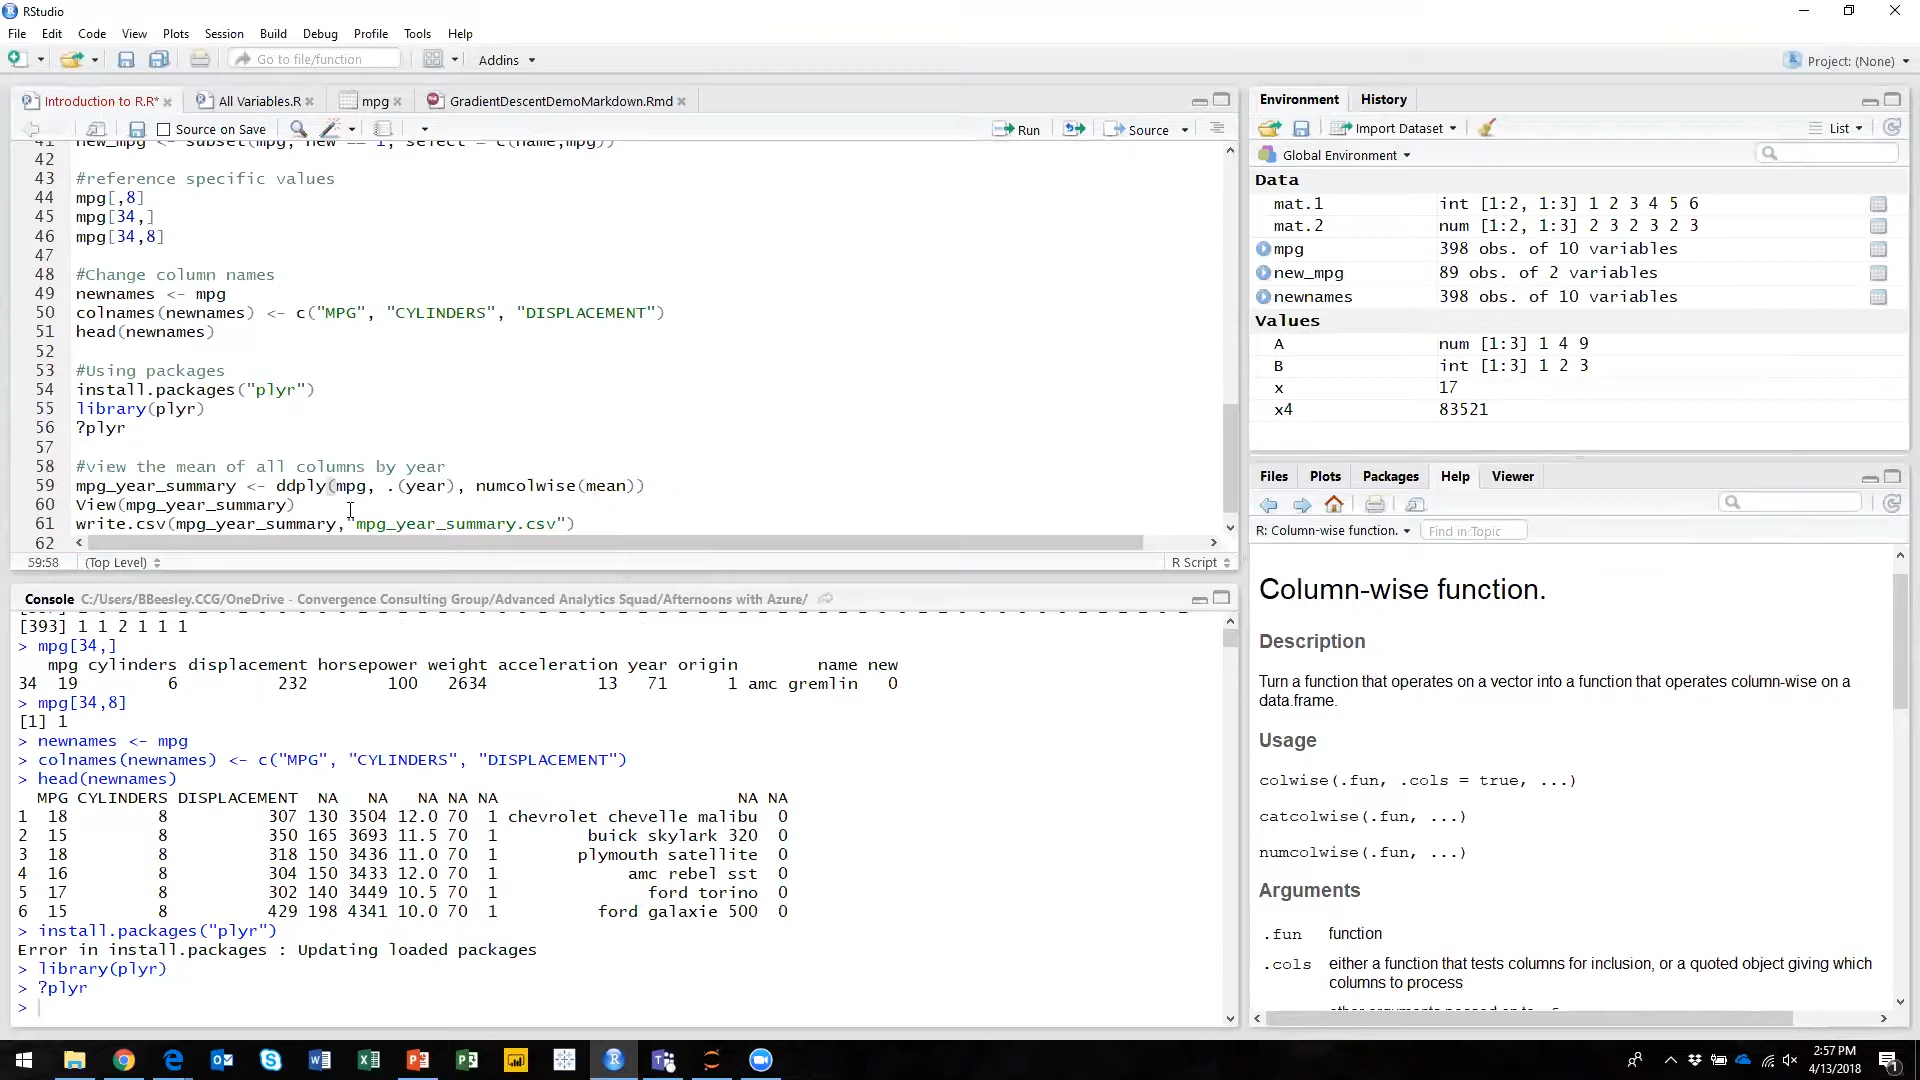 RStudio
File Edit Code View Plots Session Build Debug Profile Tools Help
Go to file/function Addins Project: (None)
Introduction to R.R* All Variables.R mpg GradientDescentDemoMarkdown.Rmd
Source on Save Run Source
41 new_mpg <- subset(mpg, new == 1, select = c(name,mpg))
42
43 #reference specific values
44 mpg[,8]
45 mpg[34,]
46 mpg[34,8]
47
48 #Change column names
49 newnames <- mpg
50 colnames(newnames) <- c("MPG", "CYLINDERS", "DISPLACEMENT")
51 head(newnames)
52
53 #Using packages
54 install.packages("plyr")
55 library(plyr)
56 ?plyr
57
58 #view the mean of all columns by year
59 mpg_year_summary <- ddply(mpg, .(year), numcolwise(mean))
60 View(mpg_year_summary)
61 write.csv(mpg_year_summary,"mpg_year_summary.csv")
62
59:58 (Top Level) R Script
Console C:/Users/BBeesley.CCG/OneDrive - Convergence Consulting Group/Advanced Analytics Squad/Afternoons with Azure/
[393] 1 1 2 1 1 1
> mpg[34,]
mpg cylinders displacement horsepower weight acceleration year origin name new
34 19 6 232 100 2634 13 71 1 amc gremlin 0
> mpg[34,8]
[1] 1
> newnames <- mpg
> colnames(newnames) <- c("MPG", "CYLINDERS", "DISPLACEMENT")
> head(newnames)
MPG CYLINDERS DISPLACEMENT NA NA NA NA NA NA NA
1 18 8 307 130 3504 12.0 70 1 chevrolet chevelle malibu 0
2 15 8 350 165 3693 11.5 70 1 buick skylark 320 0
3 18 8 318 150 3436 11.0 70 1 plymouth satellite 0
4 16 8 304 150 3433 12.0 70 1 amc rebel sst 0
5 17 8 302 140 3449 10.5 70 1 ford torino 0
6 15 8 429 198 4341 10.0 70 1 ford galaxie 500 0
> install.packages("plyr")
Error in install.packages : Updating loaded packages
> library(plyr)
> ?plyr
>
Environment History
Import Dataset List
Global Environment
Data
mat.1 int [1:2, 1:3] 1 2 3 4 5 6
mat.2 num [1:2, 1:3] 2 3 2 3 2 3
mpg 398 obs. of 10 variables
new_mpg 89 obs. of 2 variables
newnames 398 obs. of 10 variables
Values
A num [1:3] 1 4 9
B int [1:3] 1 2 3
x 17
x4 83521
Files Plots Packages Help Viewer
R: Column-wise function. Find in Topic
Column-wise function.
Description
Turn a function that operates on a vector into a function that operates column-wise on a
data.frame.
Usage
colwise(.fun, .cols = true, ...)
catcolwise(.fun, ...)
numcolwise(.fun, ...)
Arguments
.fun function
.cols either a function that tests columns for inclusion, or a quoted object giving which
columns to process
2:57 PM
4/13/2018